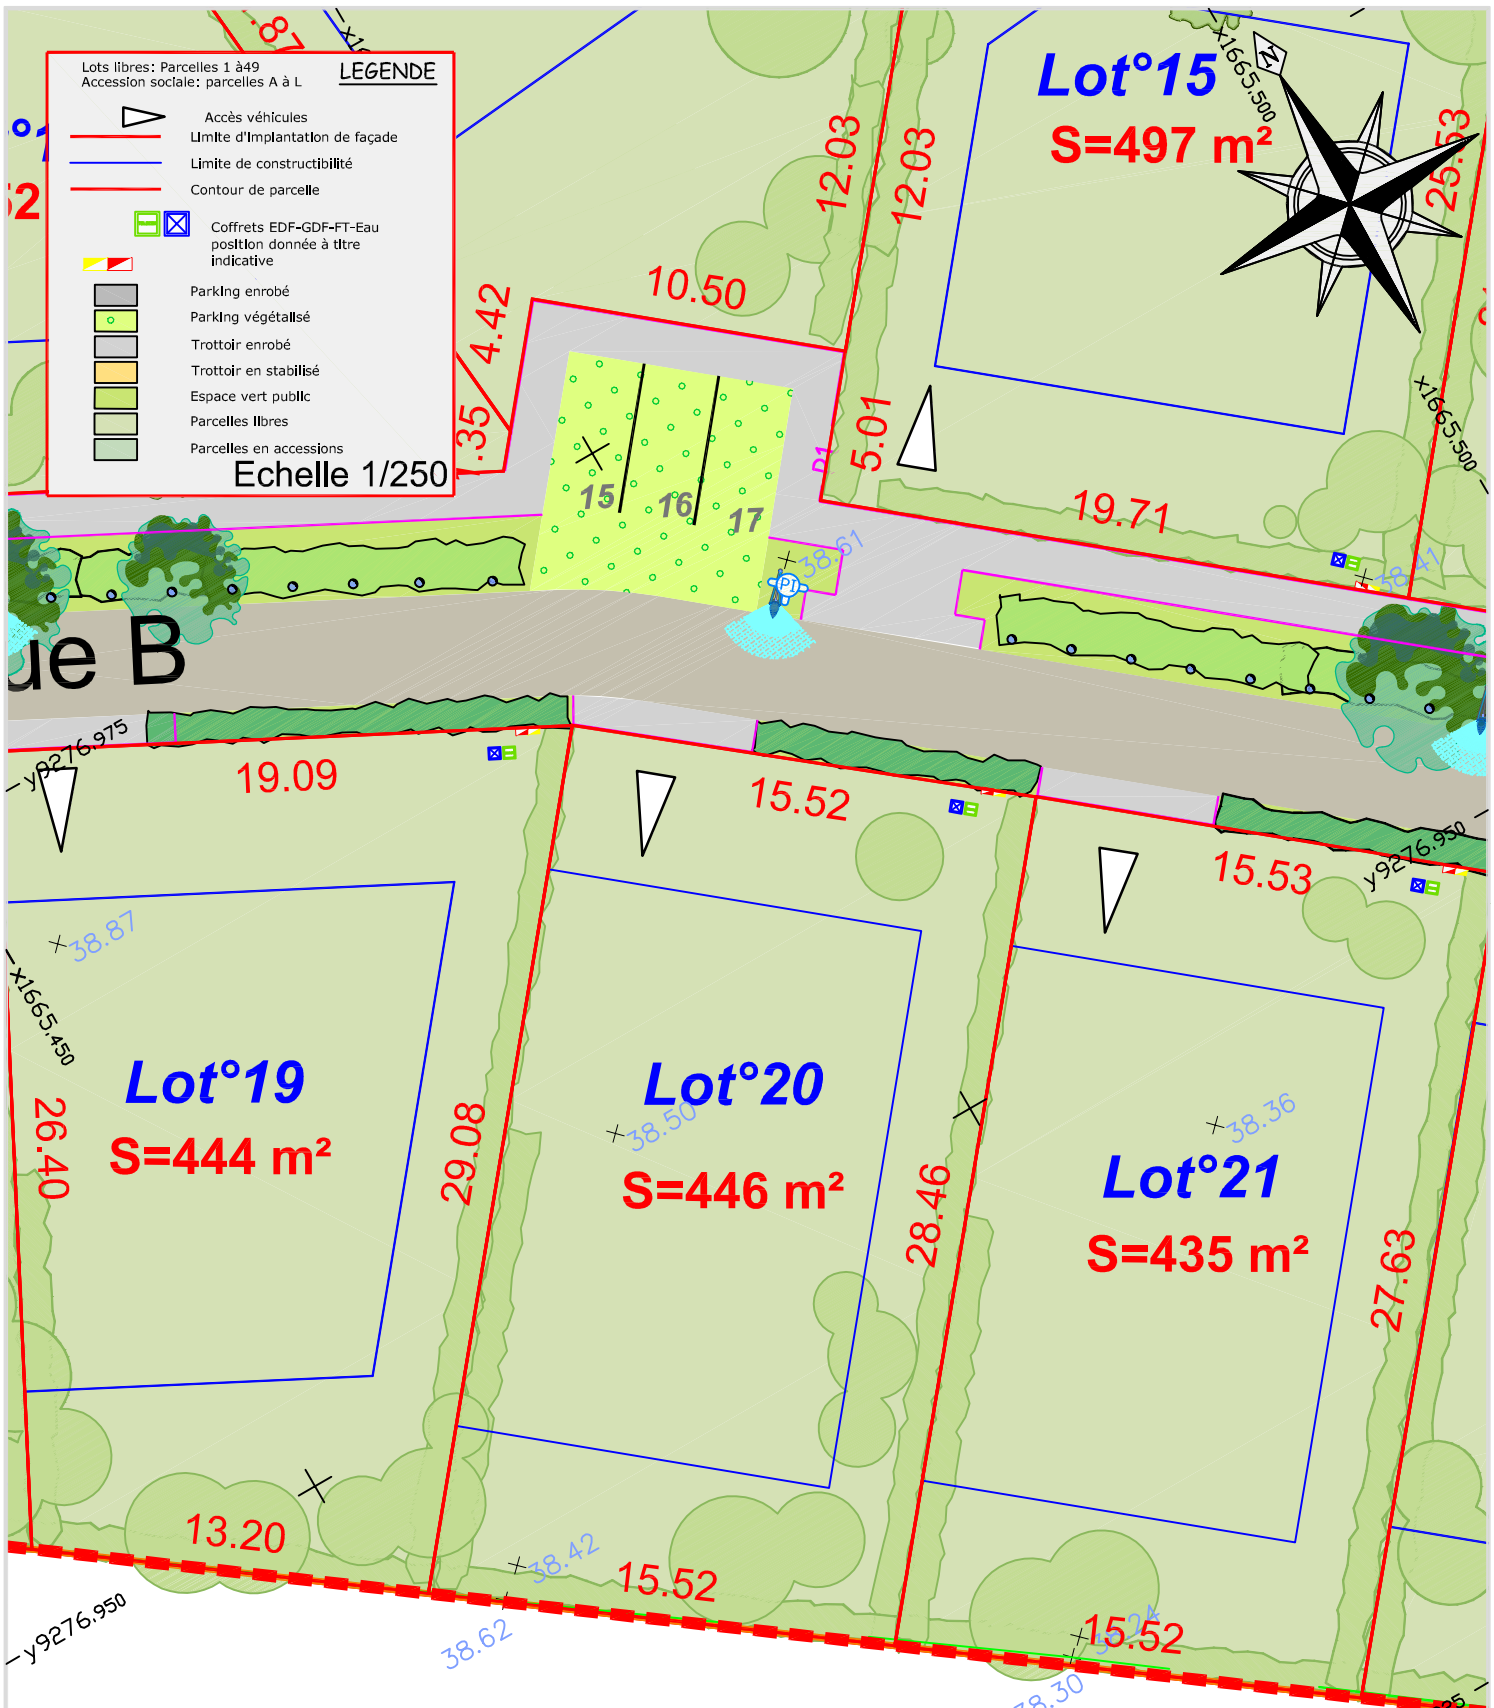 Lots libres: Parcelles 1 à49
Accession sociale: parcelles A à L
LEGENDE
Accès véhicules
Limite d'implantation de façade
Limite de constructibilité
Contour de parcelle
Coffrets EDF-GDF-FT-Eau
position donnée à titre
indicative
Parking enrobé
Parking végétalisé
Trottoir enrobé
Trottoir en stabilisé
Espace vert public
Parcelles libres
Parcelles en accessions
Echelle 1/250
52
Lot°15
S=497 m²
x1665.500
N
12.03
12.03
25.53
10.50
4.42
.35
5.01
x1665.500
15
16
17
19.71
38.61
PI
38.41
ue B
y9276.975
19.09
15.52
15.53
y9276.950
38.87
x1665.450
Lot°19
S=444 m²
26.40
29.08
Lot°20
38.50
S=446 m²
28.46
38.36
Lot°21
S=435 m²
27.63
13.20
38.42
15.52
38.62
38.24
15.52
38.30
y9276.950